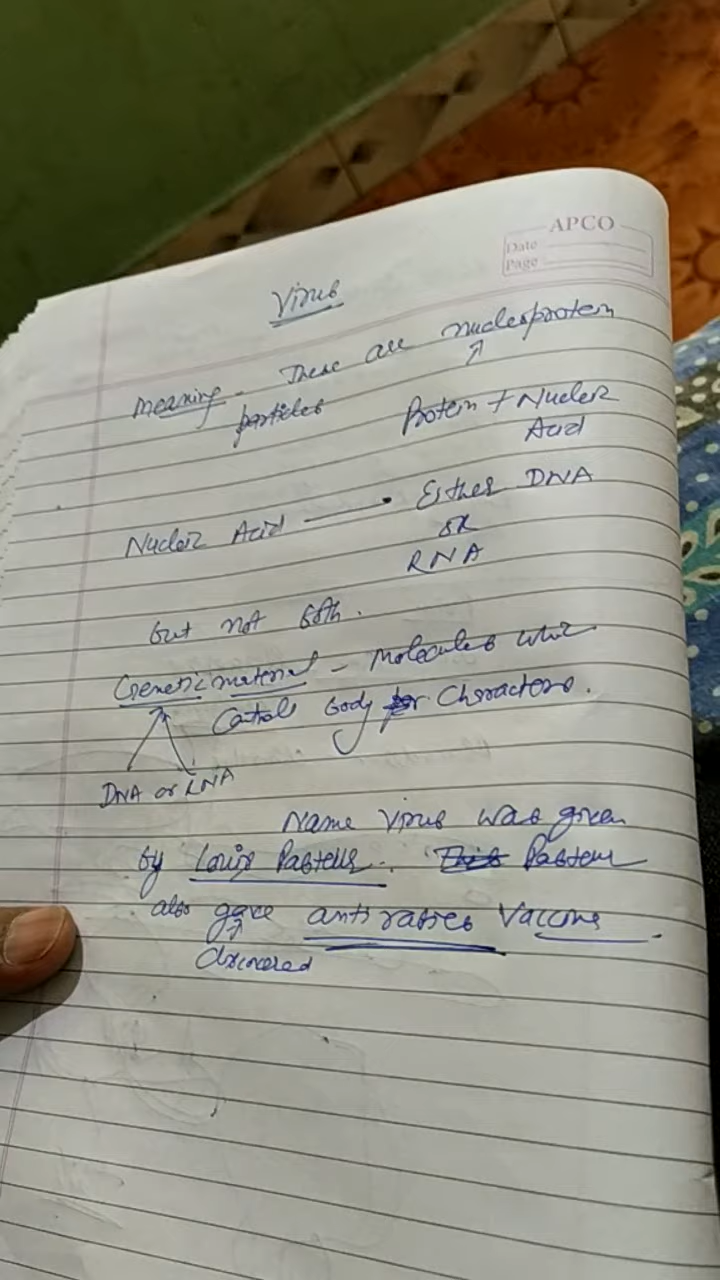 APCO
Date
Page
Virus
Meaning - These are nucleoprotein
particles
Protein + Nucleic
Acid
Nucleic Acid → Either DNA
or
RNA
but not both.
Genetic material - Molecules which
Control body Characters.
DNA or RNA
Name Virus was given
by Louis Pasteur. Pasteur
also gave anti rabies Vaccine
discovered